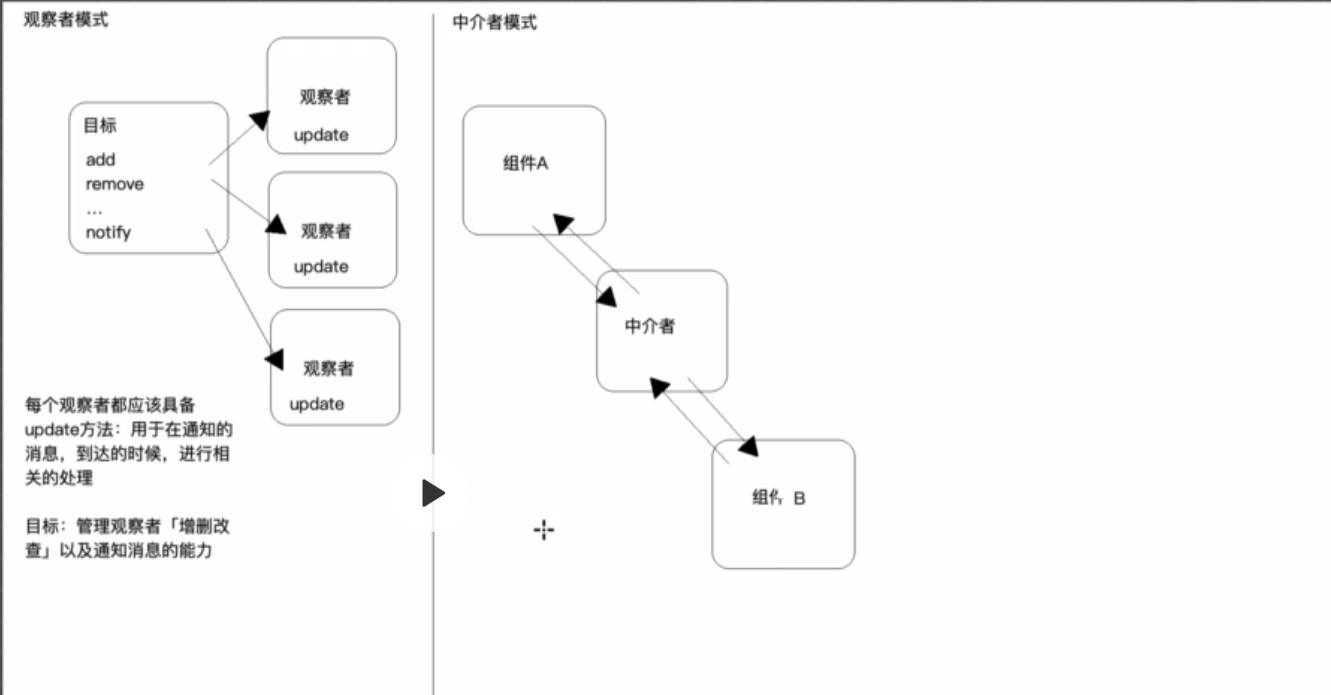 观察者模式
目标
add
remove
...
notify
观察者
update
观察者
update
观察者
update
每个观察者都应该具备
update方法：用于在通知的
消息，到达的时候，进行相
关的处理
目标：管理观察者「增删改
查」以及通知消息的能力
中介者模式
组件A
中介者
组件 B